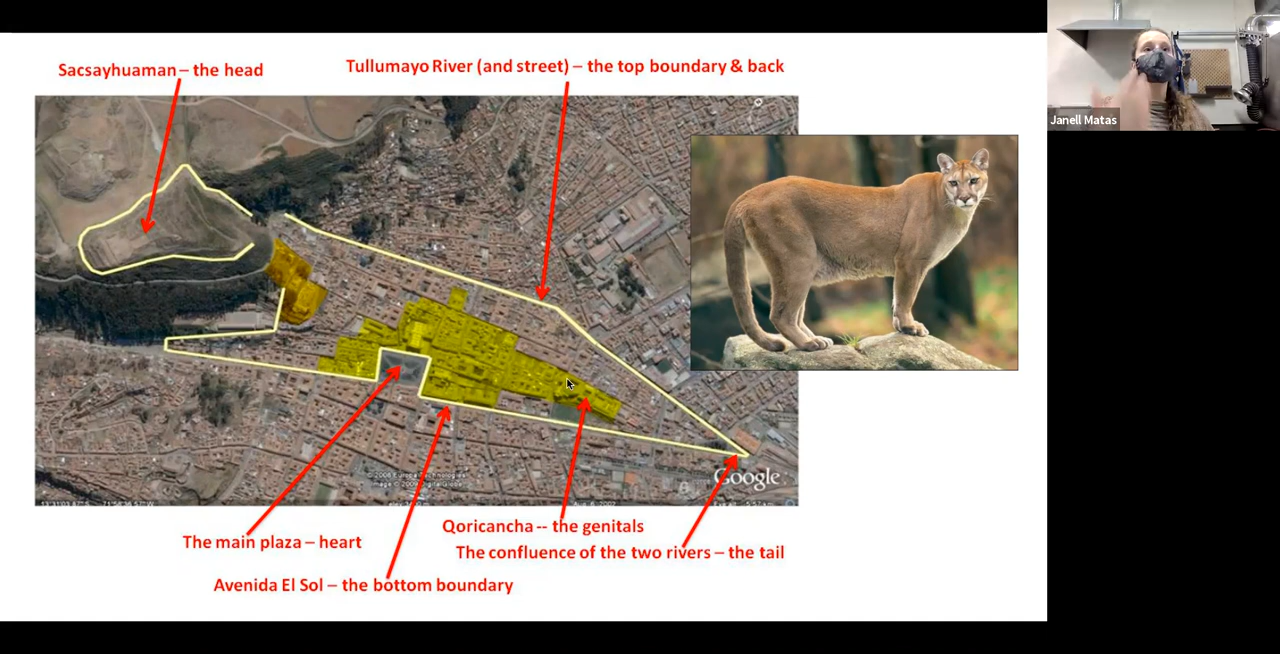 Sacsayhuaman – the head
Tullumayo River (and street) – the top boundary & back
Janell Matas
Google
Qoricancha -- the genitals
The main plaza – heart
The confluence of the two rivers – the tail
Avenida El Sol – the bottom boundary